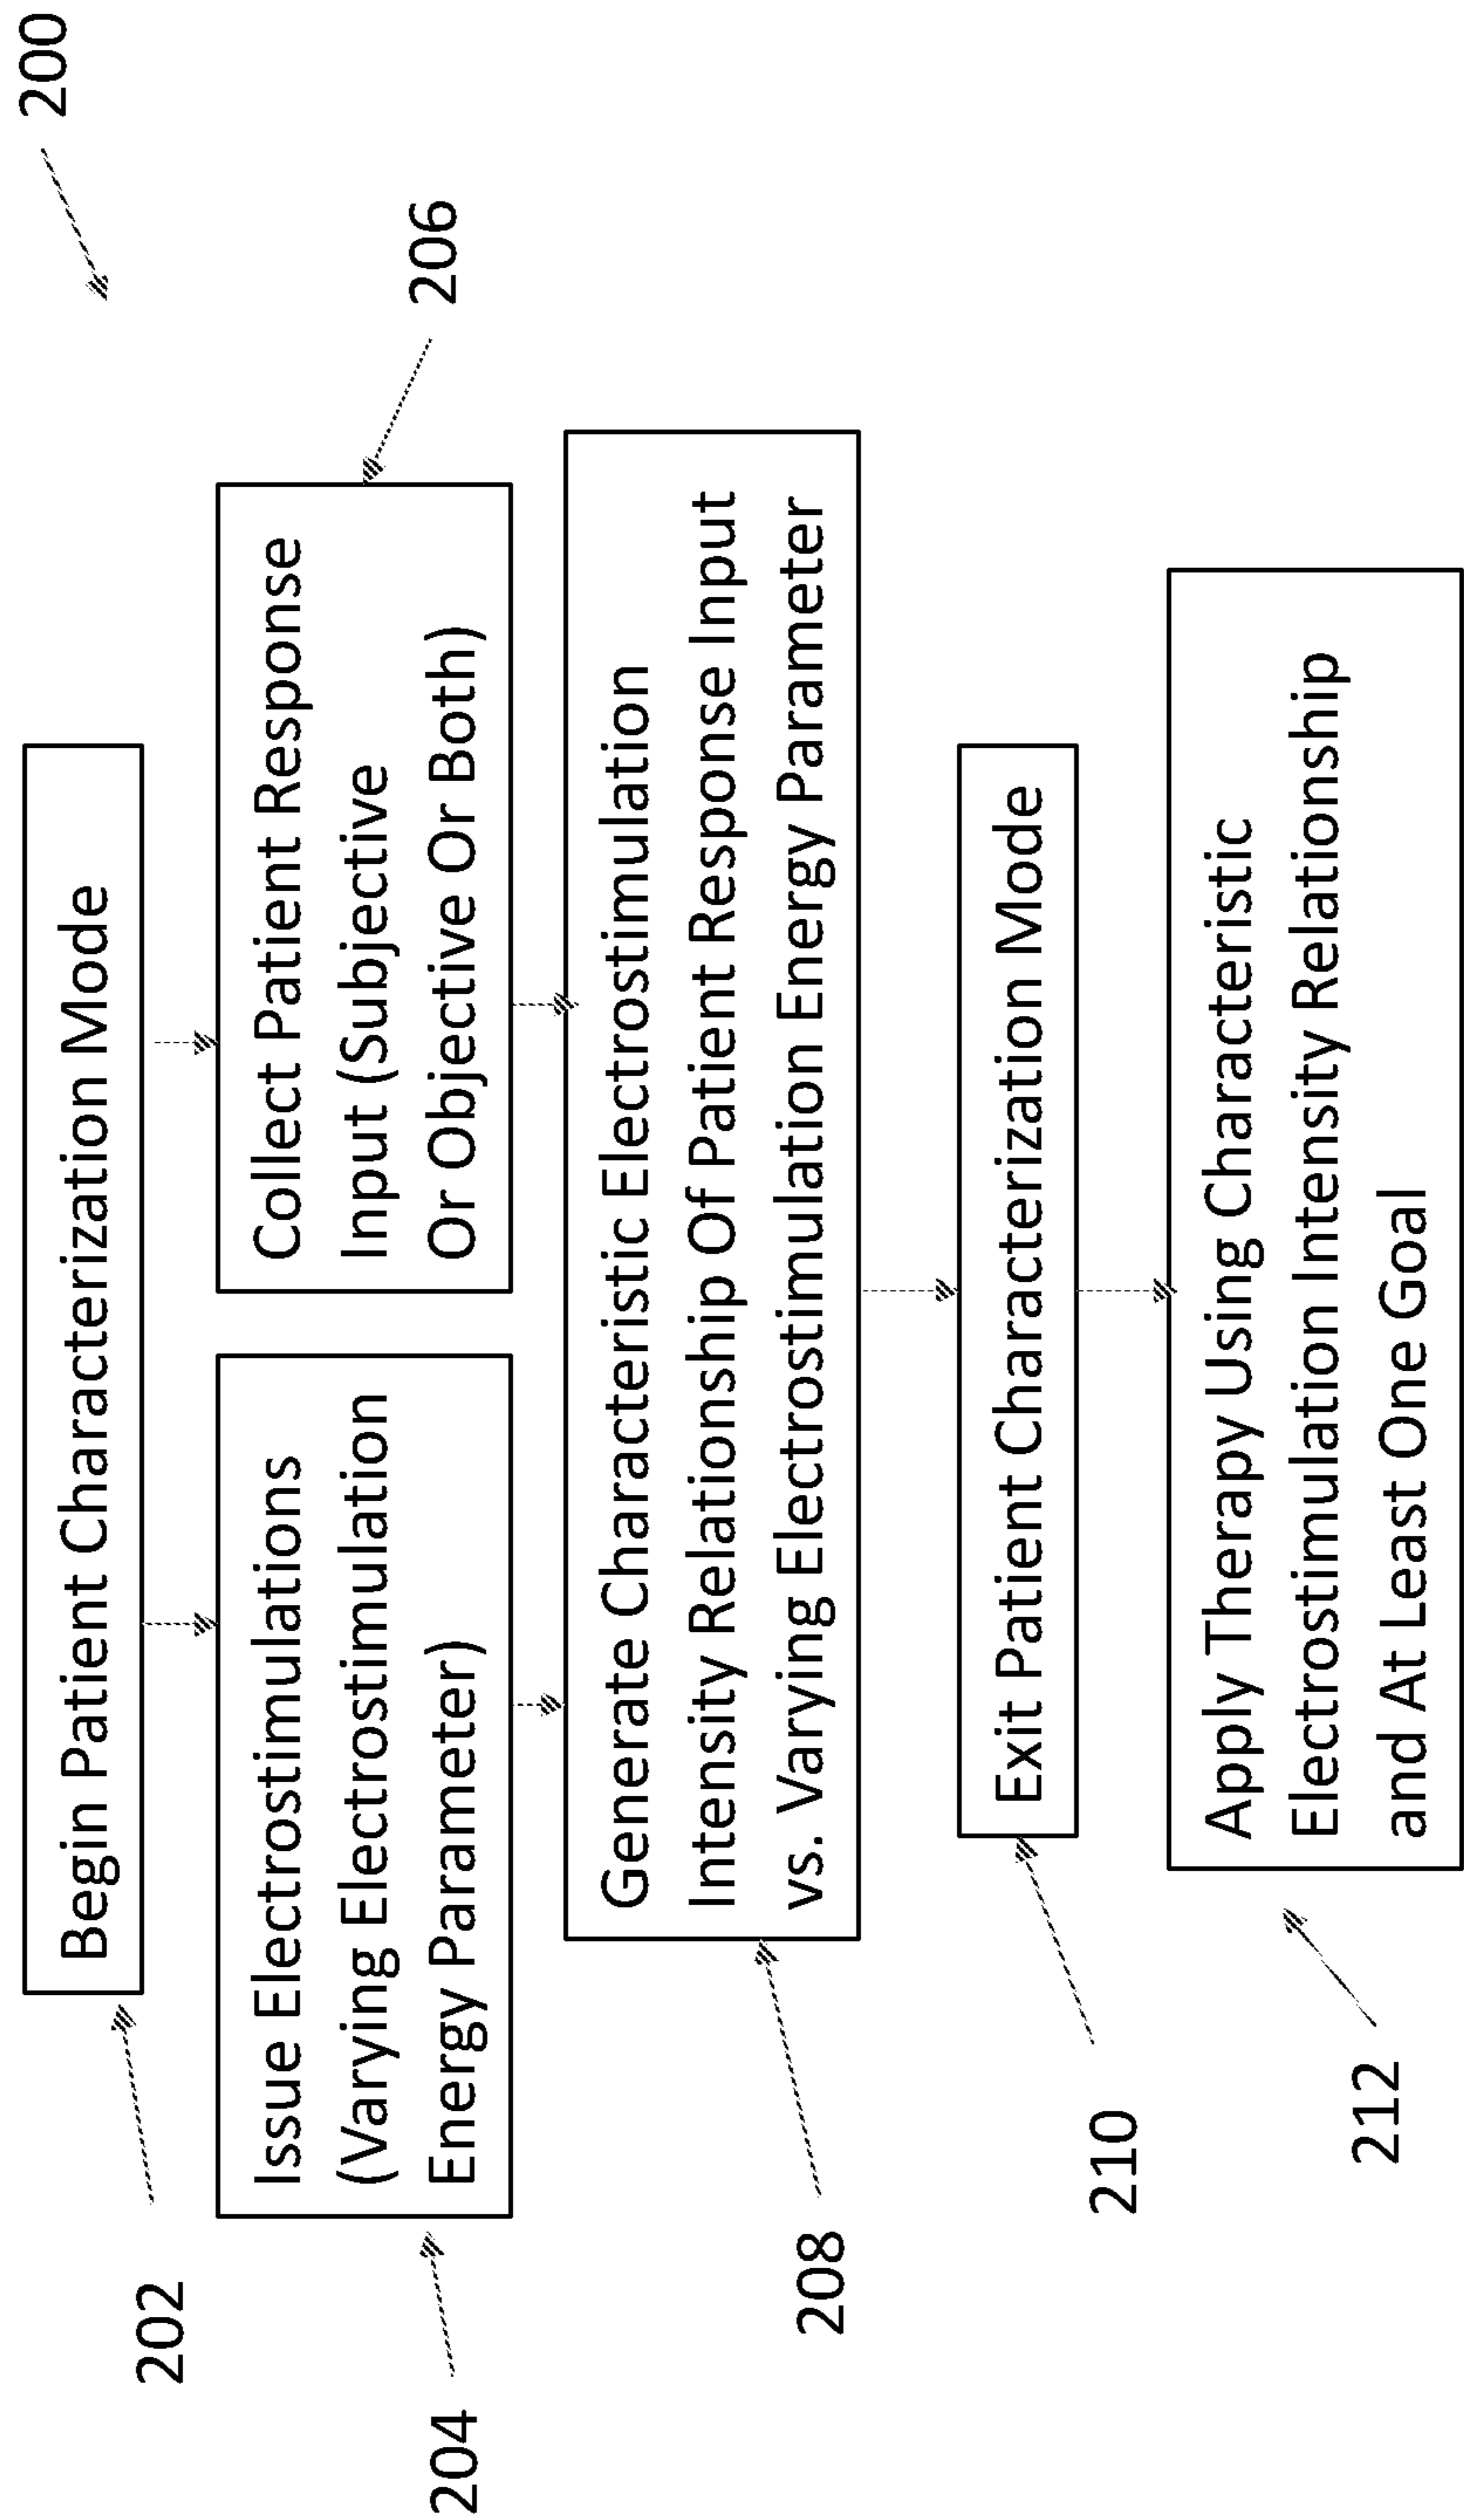 200
202
Begin Patient Characterization Mode
204
Issue Electrostimulations
(Varying Electrostimulation
Energy Parameter)
206
Collect Patient Response
Input (Subjective
Or Objective Or Both)
208
Generate Characteristic Electrostimulation
Intensity Relationship Of Patient Response Input
vs. Varying Electrostimulation Energy Parameter
210
Exit Patient Characterization Mode
212
Apply Therapy Using Characteristic
Electrostimulation Intensity Relationship
and At Least One Goal